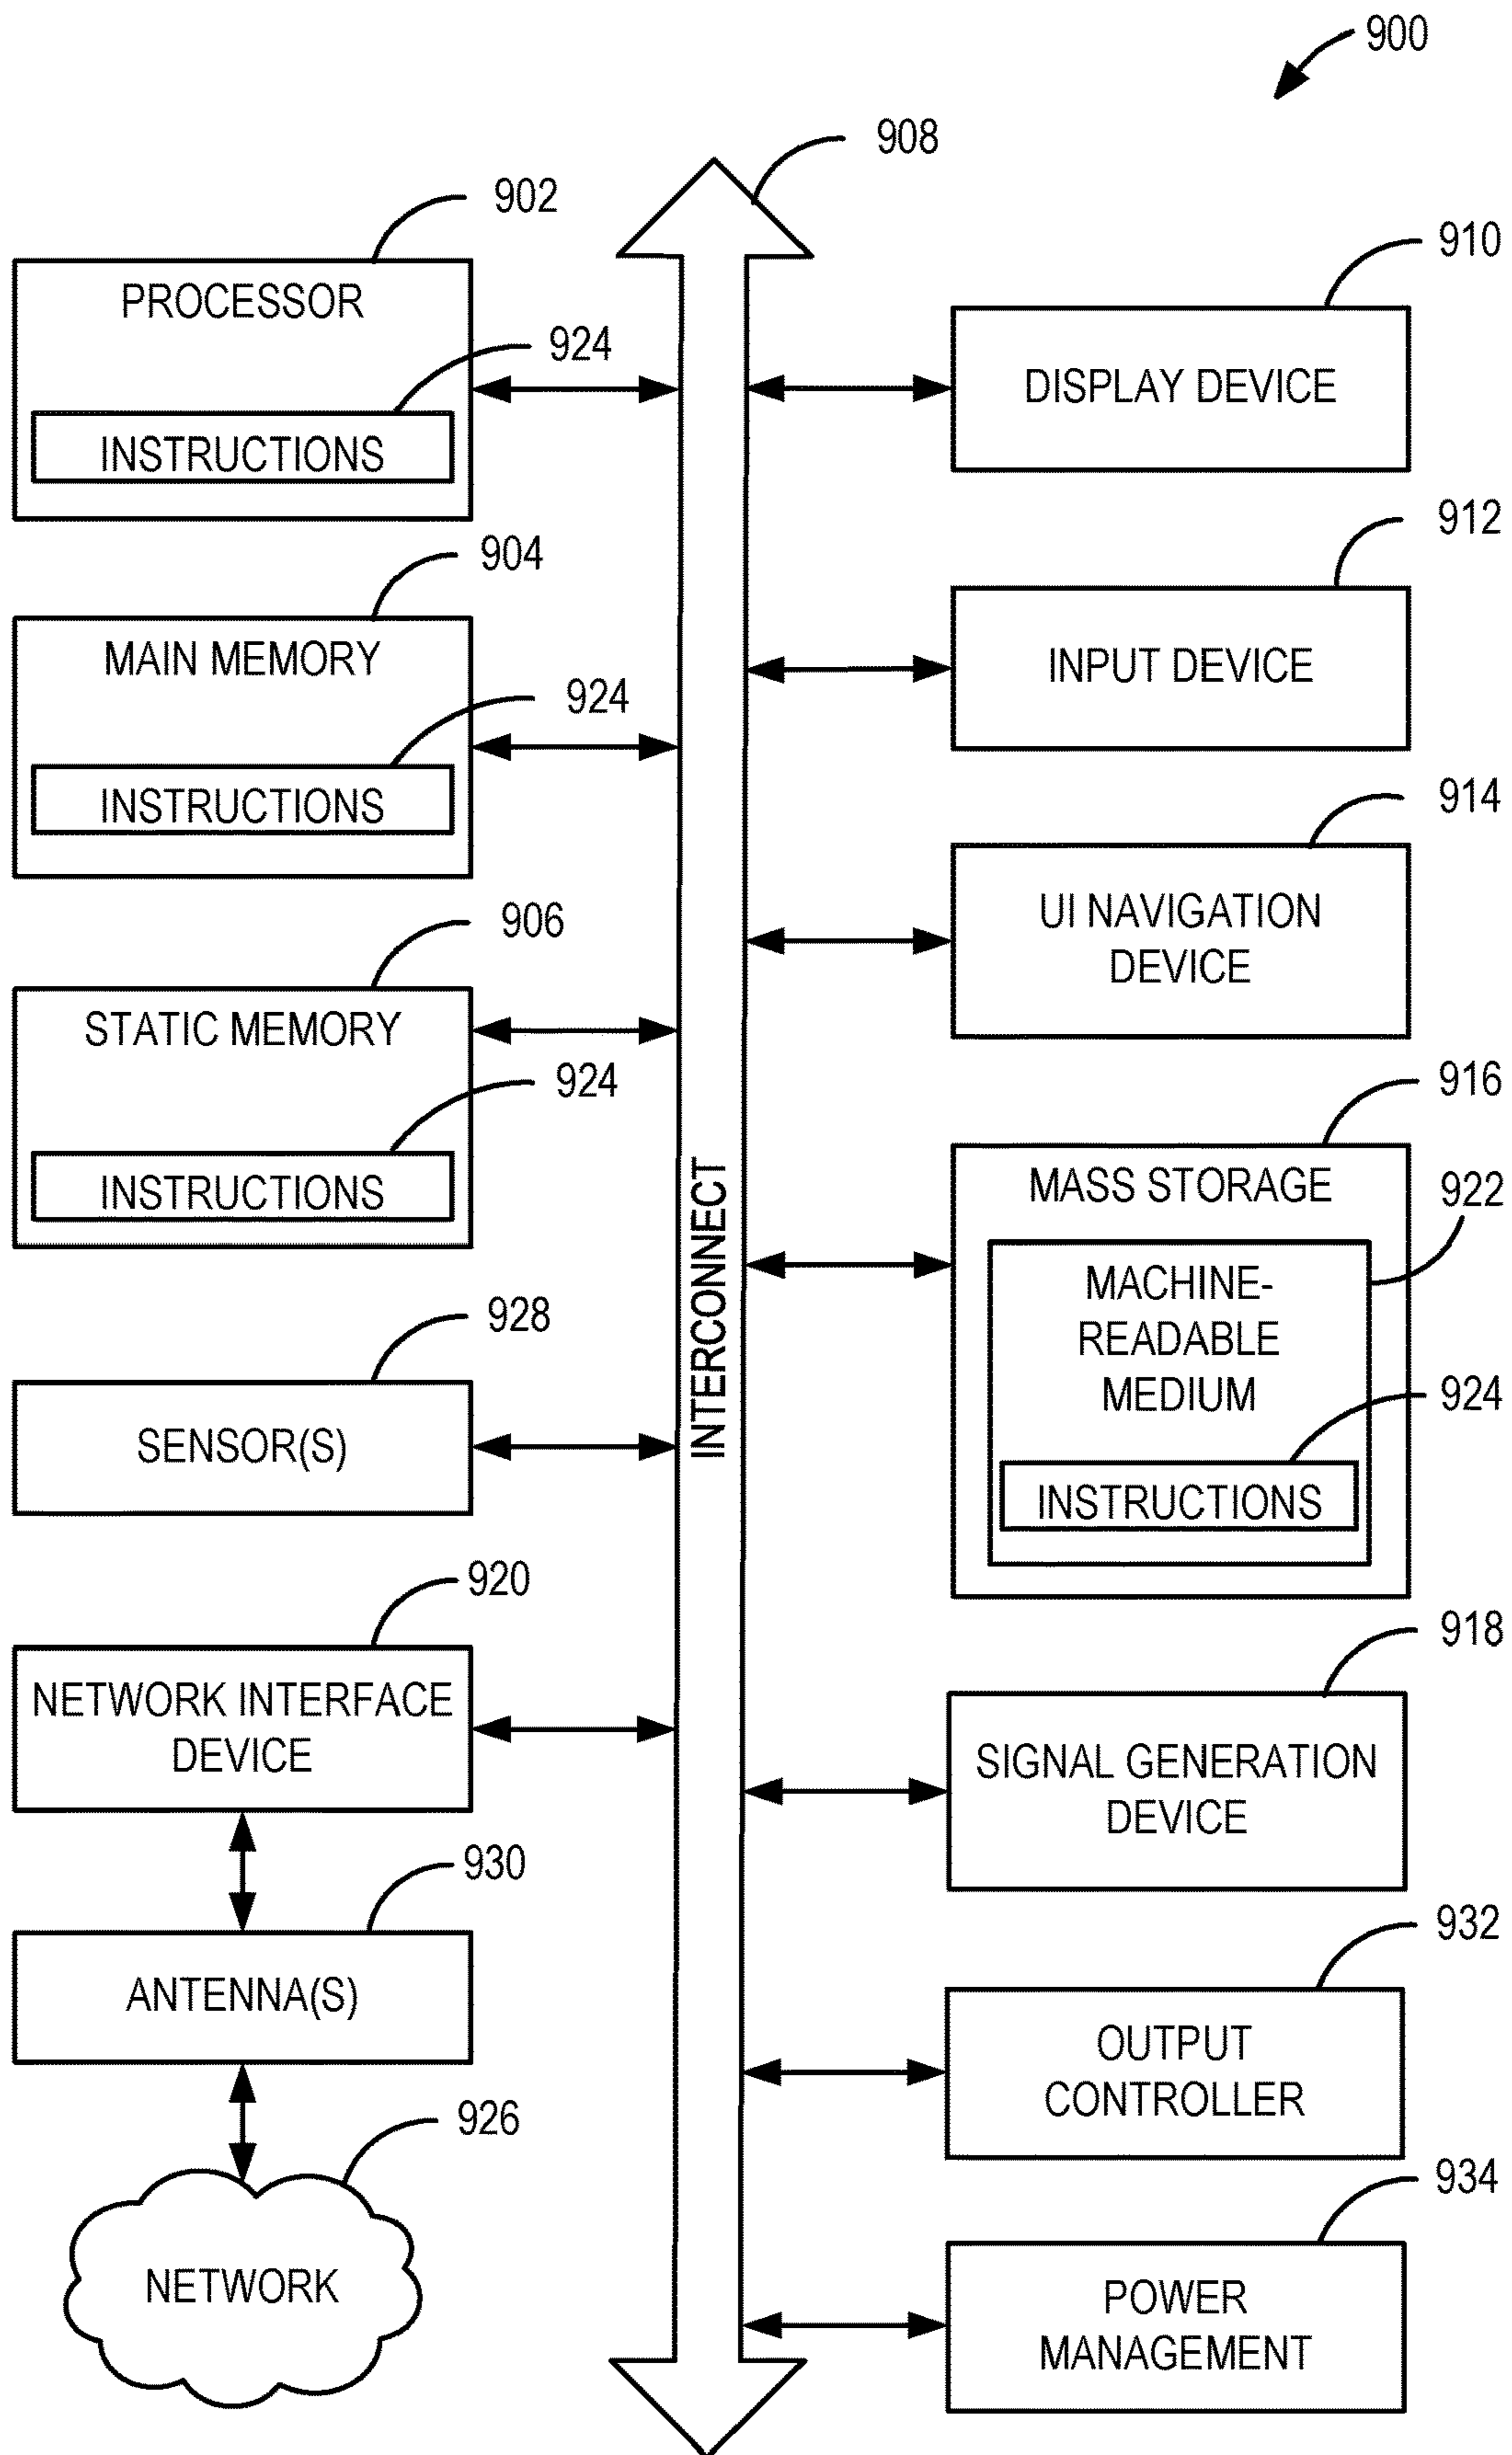 900
908
902
PROCESSOR
924
INSTRUCTIONS
904
MAIN MEMORY
924
INSTRUCTIONS
906
STATIC MEMORY
924
INSTRUCTIONS
928
SENSOR(S)
920
NETWORK INTERFACE
DEVICE
930
ANTENNA(S)
926
NETWORK
INTERCONNECT
910
DISPLAY DEVICE
912
INPUT DEVICE
914
UI NAVIGATION
DEVICE
916
MASS STORAGE
922
MACHINE-
READABLE
MEDIUM
924
INSTRUCTIONS
918
SIGNAL GENERATION
DEVICE
932
OUTPUT
CONTROLLER
934
POWER
MANAGEMENT